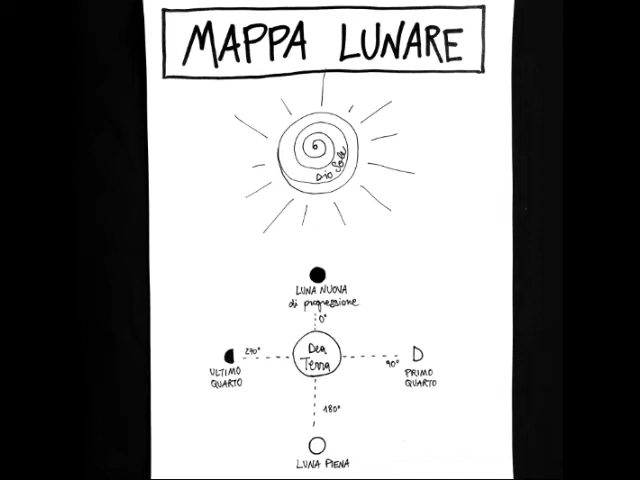 MAPPA LUNARE
Dio Sole
LUNA NUOVA
di progressione
0°
Dea
Terra
270°
90°
ULTIMO
QUARTO
PRIMO
QUARTO
180°
LUNA PIENA